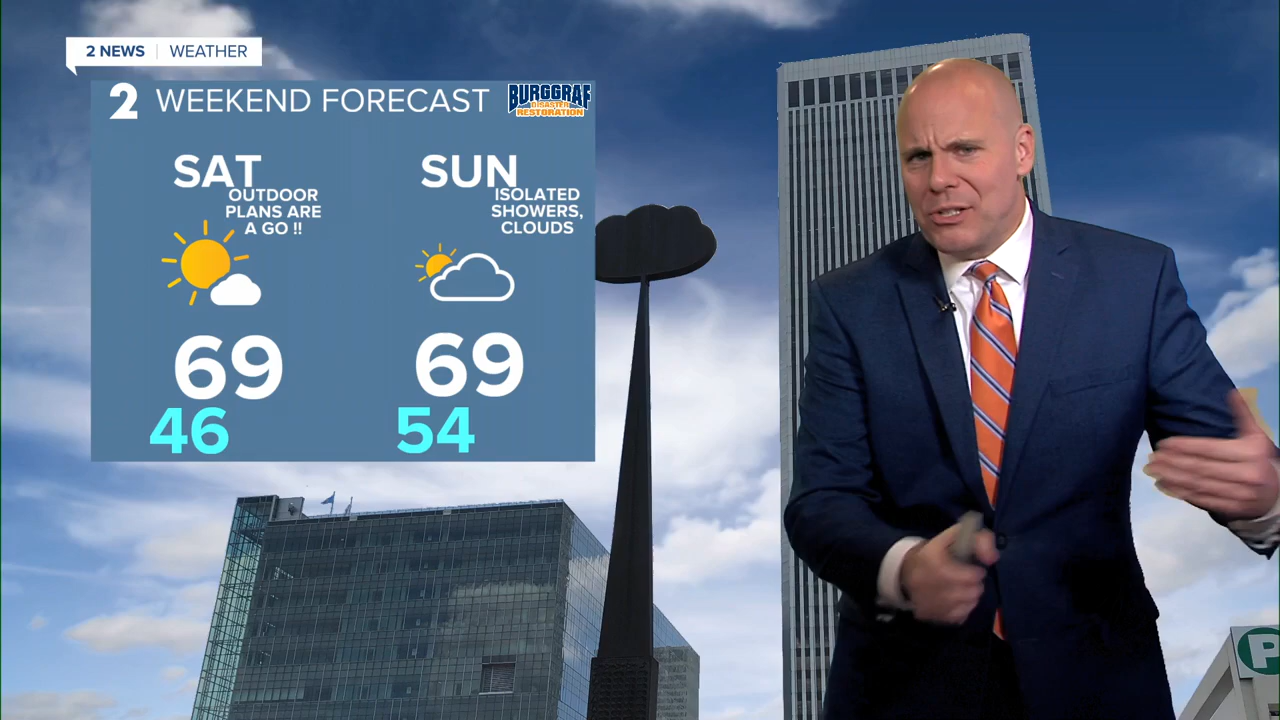 2 NEWS | WEATHER
2 WEEKEND FORECAST
BURGGRAF
DISASTER
RESTORATION
SAT
OUTDOOR
PLANS ARE
A GO !!
69
46
SUN
ISOLATED
SHOWERS,
CLOUDS
69
54
P